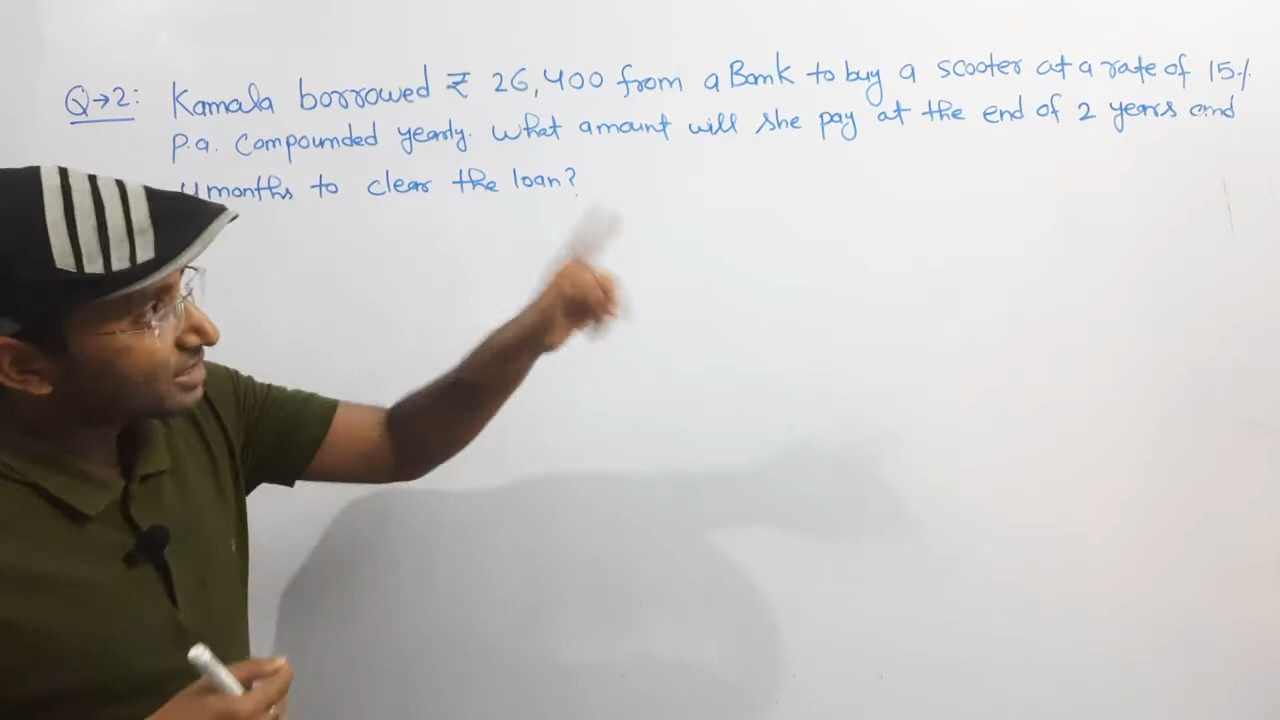 Q→2: Kamala borrowed ₹ 26,400 from a Bank to buy a scooter at a rate of 15%
p.a. compounded yearly. What amount will she pay at the end of 2 years and
4 months to clear the loan?